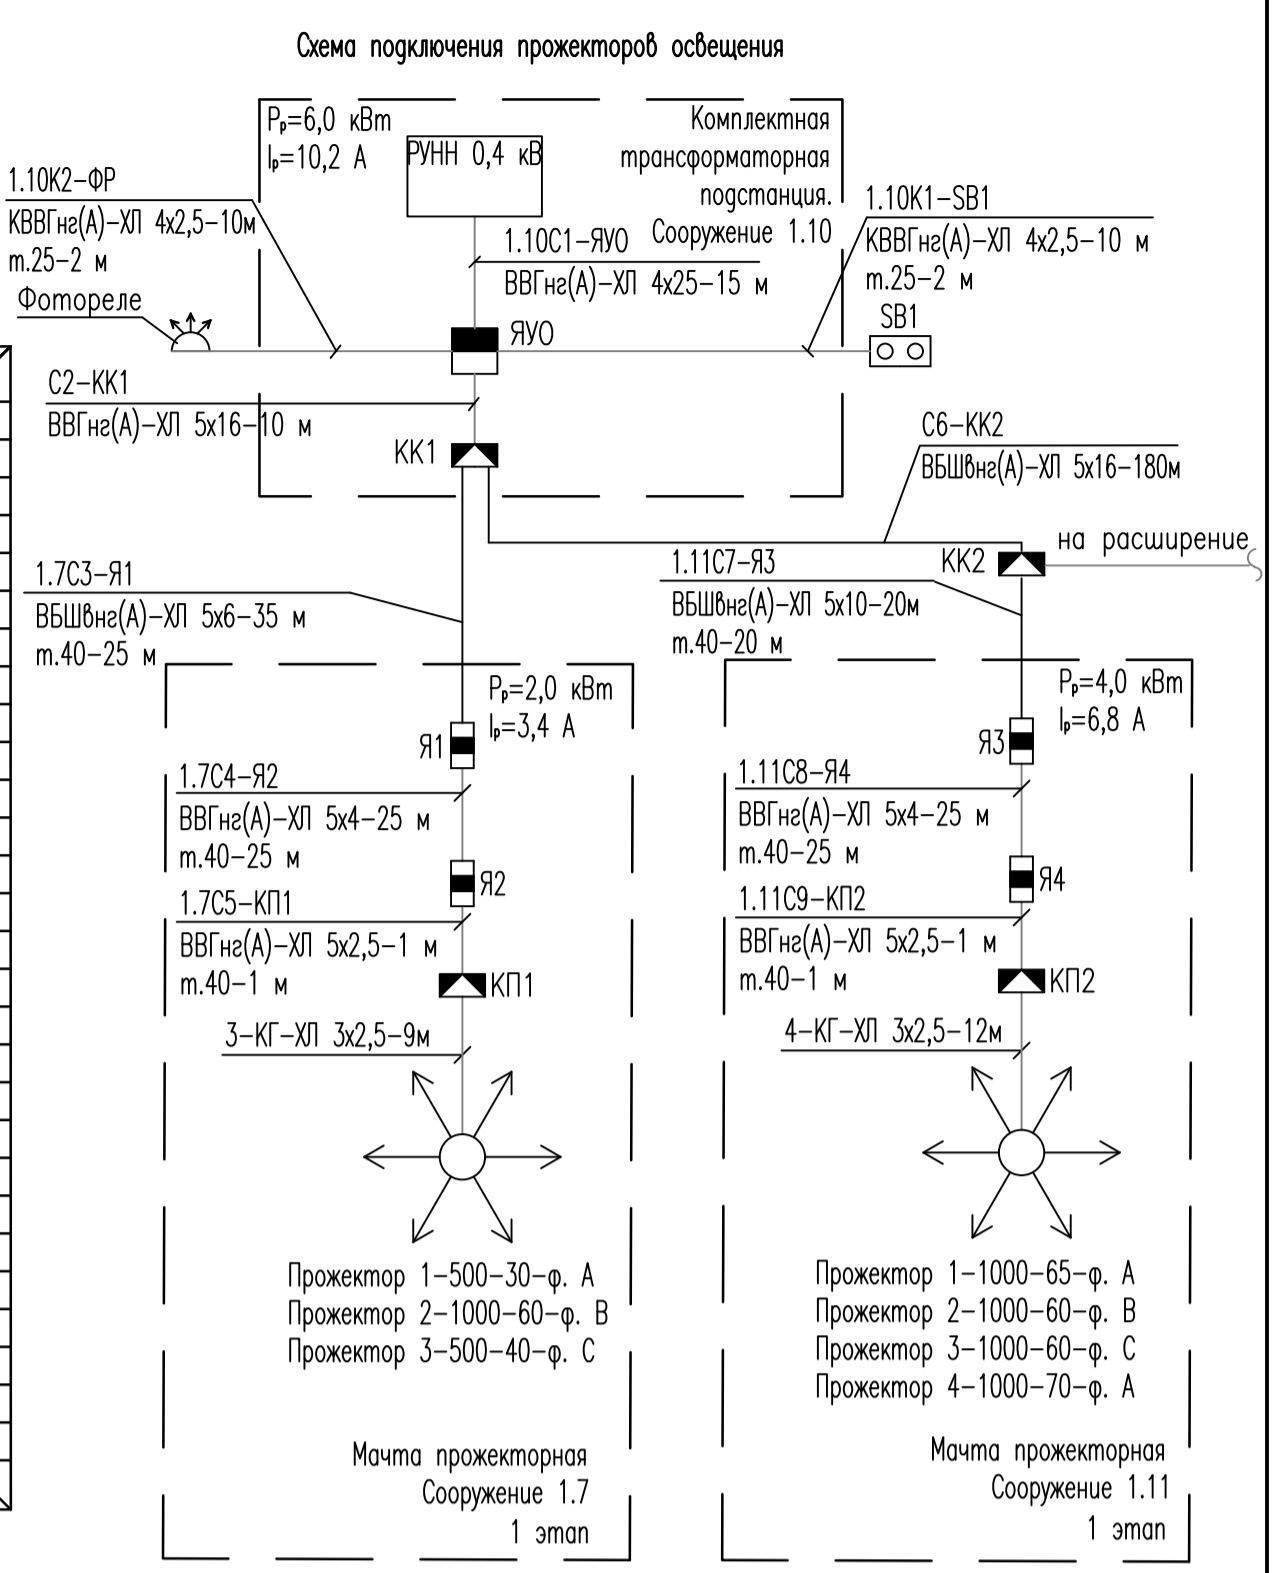 Схема подключения прожекторов освещения
Pр=6,0 кВт
Iр=10,2 А
РУНН 0,4 кВ
Комплектная
трансформаторная
подстанция.
Сооружение 1.10
1.10К2-ФР
КВВГнг(А)-ХЛ 4х2,5-10м
т.25-2 м
Фотореле
1.10С1-ЯУО
ВВГнг(А)-ХЛ 4х25-15 м
1.10К1-SB1
КВВГнг(А)-ХЛ 4х2,5-10 м
т.25-2 м
SB1
ЯУО
С2-КК1
ВВГнг(А)-ХЛ 5х16-10 м
КК1
С6-КК2
ВБШвнг(А)-ХЛ 5х16-180м
КК2
на расширение
1.7С3-Я1
ВБШвнг(А)-ХЛ 5х6-35 м
т.40-25 м
1.11С7-Я3
ВБШвнг(А)-ХЛ 5х10-20м
т.40-20 м
Pр=2,0 кВт
Iр=3,4 А
Я1
1.7С4-Я2
ВВГнг(А)-ХЛ 5х4-25 м
т.40-25 м
Я2
1.7С5-КП1
ВВГнг(А)-ХЛ 5х2,5-1 м
т.40-1 м
КП1
3-КГ-ХЛ 3х2,5-9м
Прожектор 1-500-30-ф. А
Прожектор 2-1000-60-ф. В
Прожектор 3-500-40-ф. С
Мачта прожекторная
Сооружение 1.7
1 этап
Pр=4,0 кВт
Iр=6,8 А
Я3
1.11С8-Я4
ВВГнг(А)-ХЛ 5х4-25 м
т.40-25 м
Я4
1.11С9-КП2
ВВГнг(А)-ХЛ 5х2,5-1 м
т.40-1 м
КП2
4-КГ-ХЛ 3х2,5-12м
Прожектор 1-1000-65-ф. А
Прожектор 2-1000-60-ф. В
Прожектор 3-1000-60-ф. С
Прожектор 4-1000-70-ф. А
Мачта прожекторная
Сооружение 1.11
1 этап